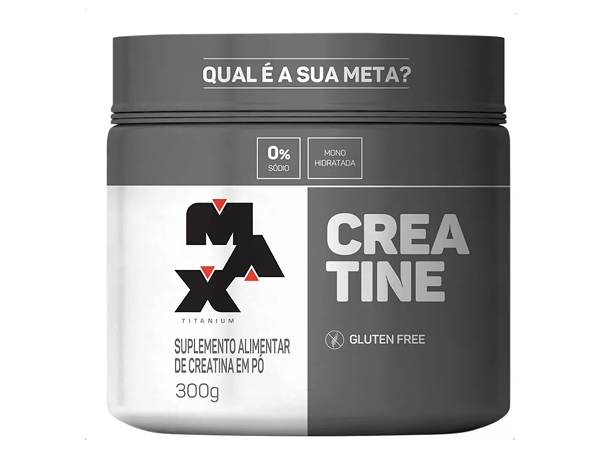 QUAL É A SUA META?
0%
SÓDIO
MONO
HIDRATADA
MAX
TITANIUM
CREA
TINE
GLUTEN FREE
SUPLEMENTO ALIMENTAR
DE CREATINA EM PÓ
300g